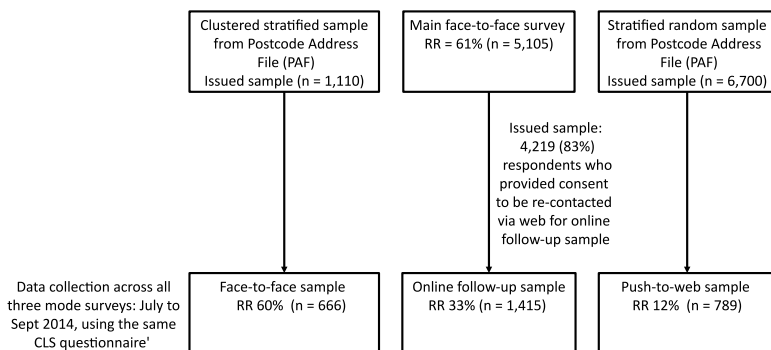 Clustered stratified sample
from Postcode Address
File (PAF)
Issued sample (n = 1,110)
Main face-to-face survey
RR = 61% (n = 5,105)
Stratified random sample
from Postcode Address
File (PAF)
Issued sample (n = 6,700)
Issued sample:
4,219 (83%)
respondents who
provided consent
to be re-contacted
via web for online
follow-up sample
Data collection across all
three mode surveys: July to
Sept 2014, using the same
CLS questionnaire'
Face-to-face sample
RR 60% (n = 666)
Online follow-up sample
RR 33% (n = 1,415)
Push-to-web sample
RR 12% (n = 789)